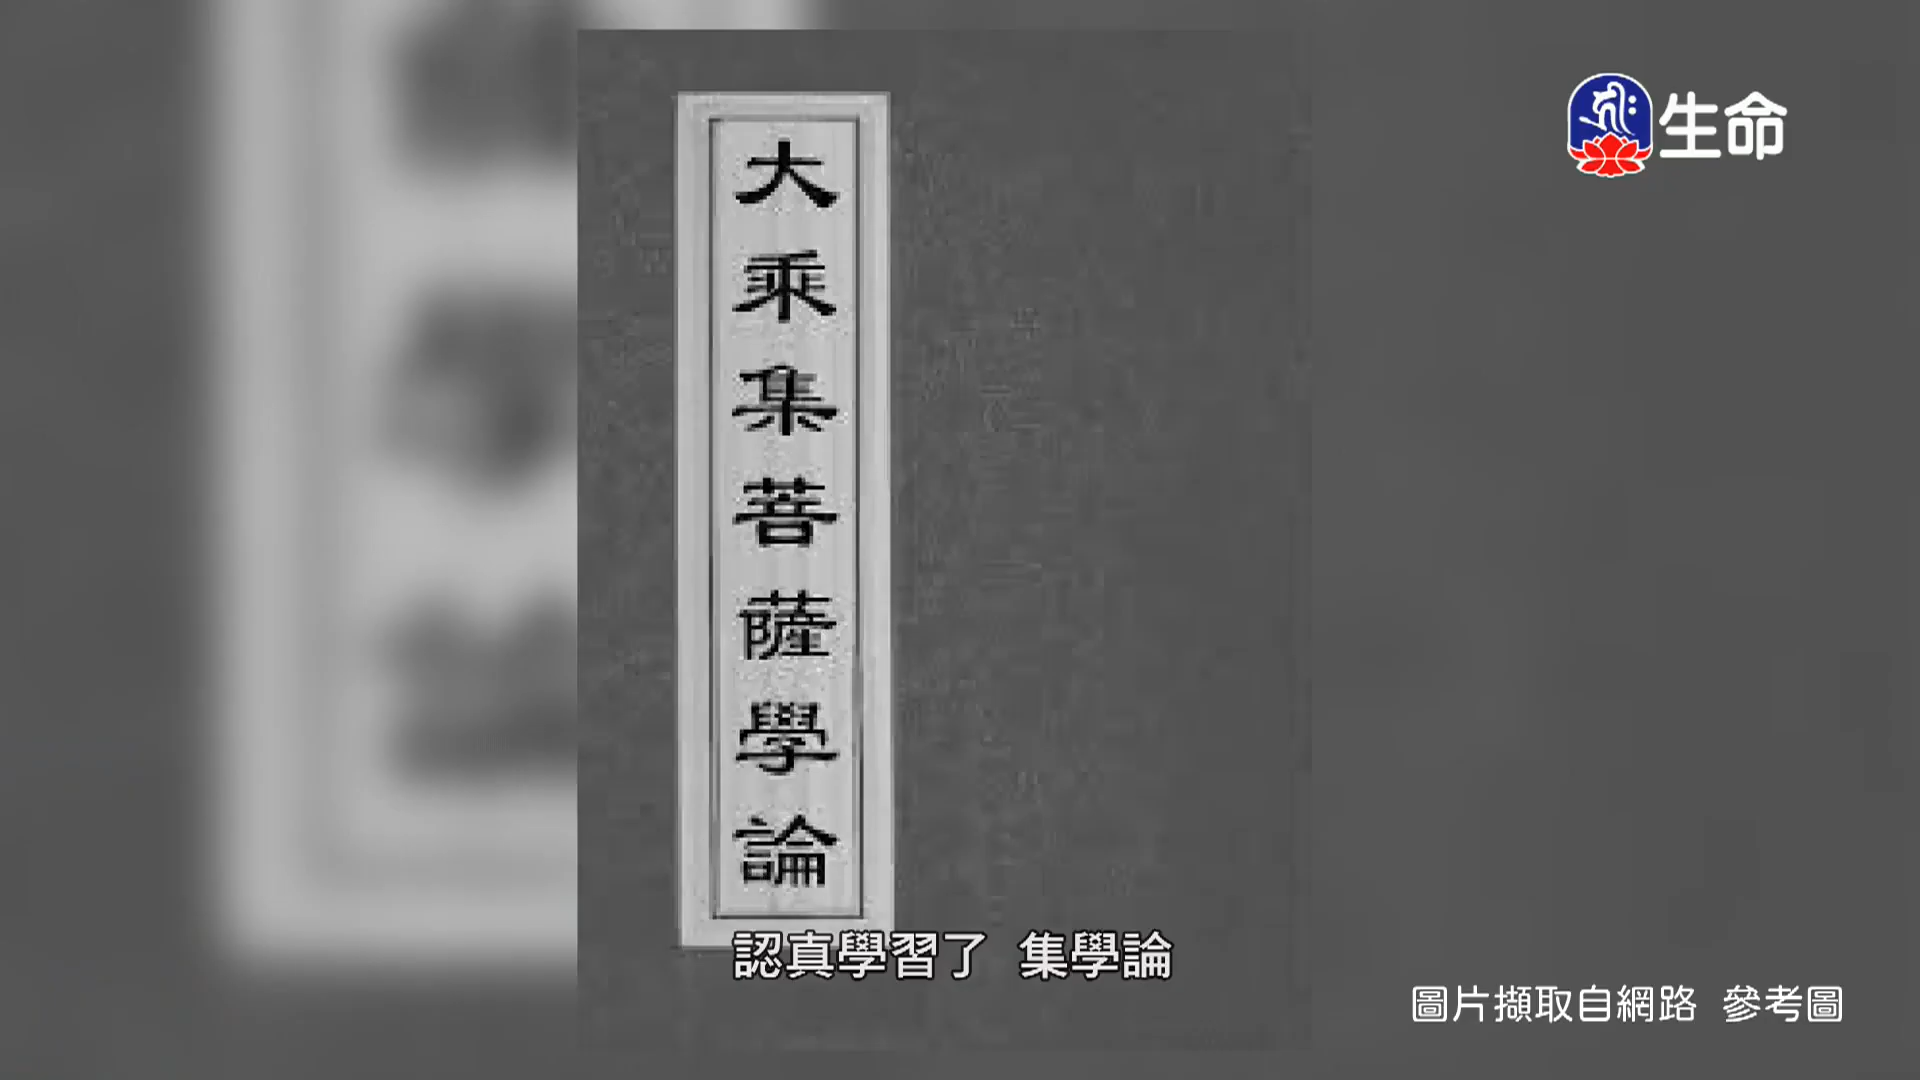 生命
大乘集菩薩學論
認真學習了 集學論
圖片擷取自網路 參考圖